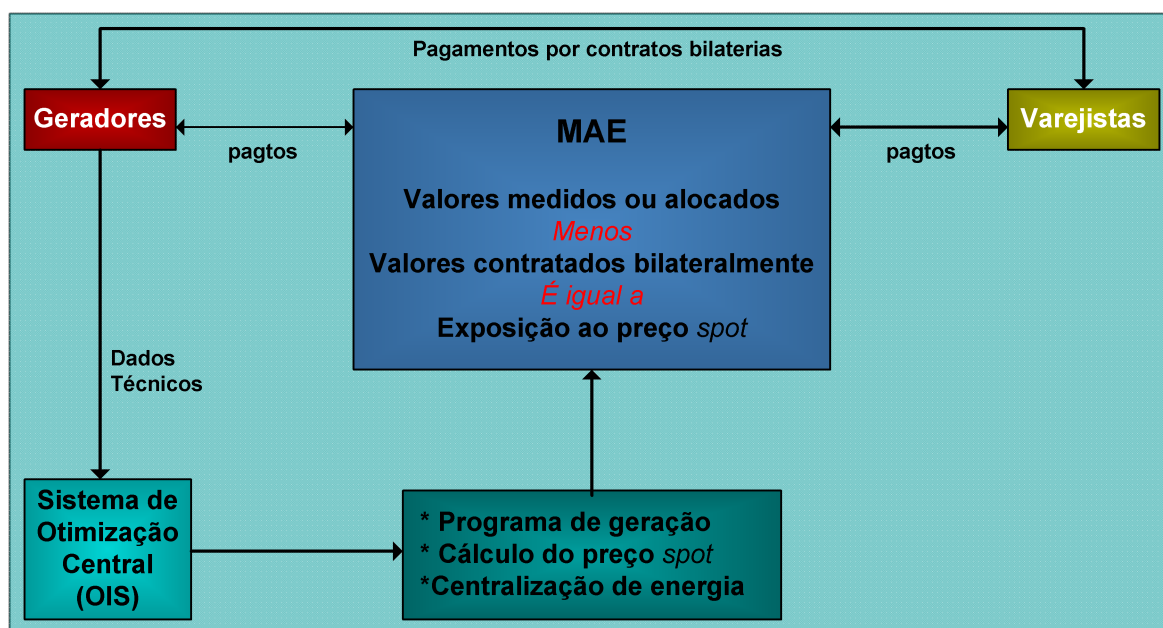 Pagamentos por contratos bilaterias
Geradores
pagtos
MAE
Valores medidos ou alocados
Menos
Valores contratados bilateralmente
É igual a
Exposição ao preço spot
pagtos
Varejistas
Dados
Técnicos
Sistema de
Otimização
Central
(OIS)
* Programa de geração
* Cálculo do preço spot
*Centralização de energia